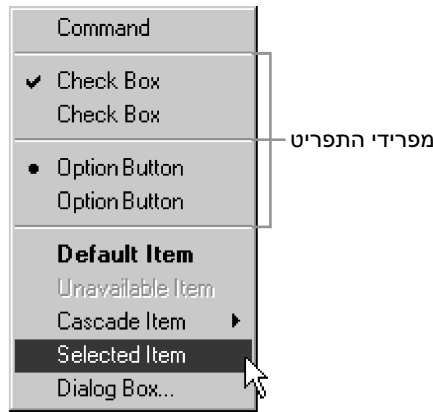 Command
Check Box
Check Box
מפרידי התפריט
Option Button
Option Button
Default Item
Unavailable Item
Cascade Item
Selected Item
Dialog Box...